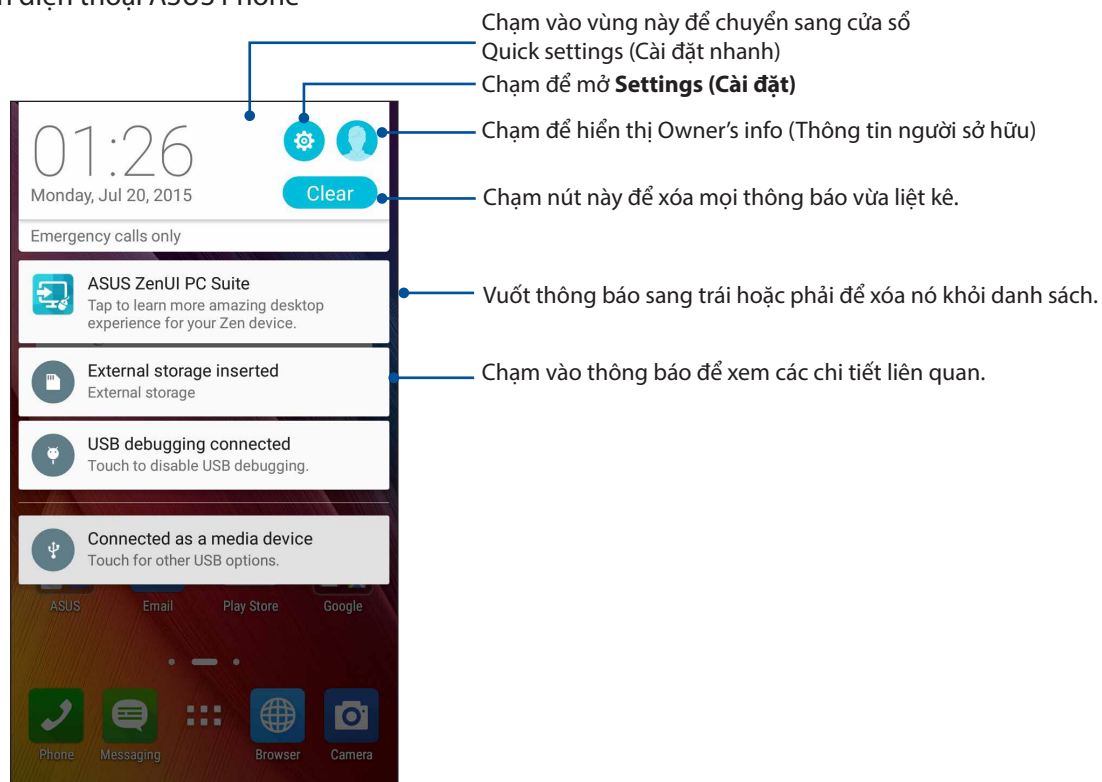 điện thoại ASUS Phone
Chạm vào vùng này để chuyển sang cửa sổ
Quick settings (Cài đặt nhanh)
Chạm để mở Settings (Cài đặt)
Chạm để hiển thị Owner’s info (Thông tin người sở hữu)
Chạm nút này để xóa mọi thông báo vừa liệt kê.
Vuốt thông báo sang trái hoặc phải để xóa nó khỏi danh sách.
Chạm vào thông báo để xem các chi tiết liên quan.
01:26
Monday, Jul 20, 2015
Clear
Emergency calls only
ASUS ZenUI PC Suite
Tap to learn more amazing desktop
experience for your Zen device.
External storage inserted
External storage
USB debugging connected
Touch to disable USB debugging.
Connected as a media device
Touch for other USB options.
ASUS Email Play Store Google
Phone Messaging Browser Camera